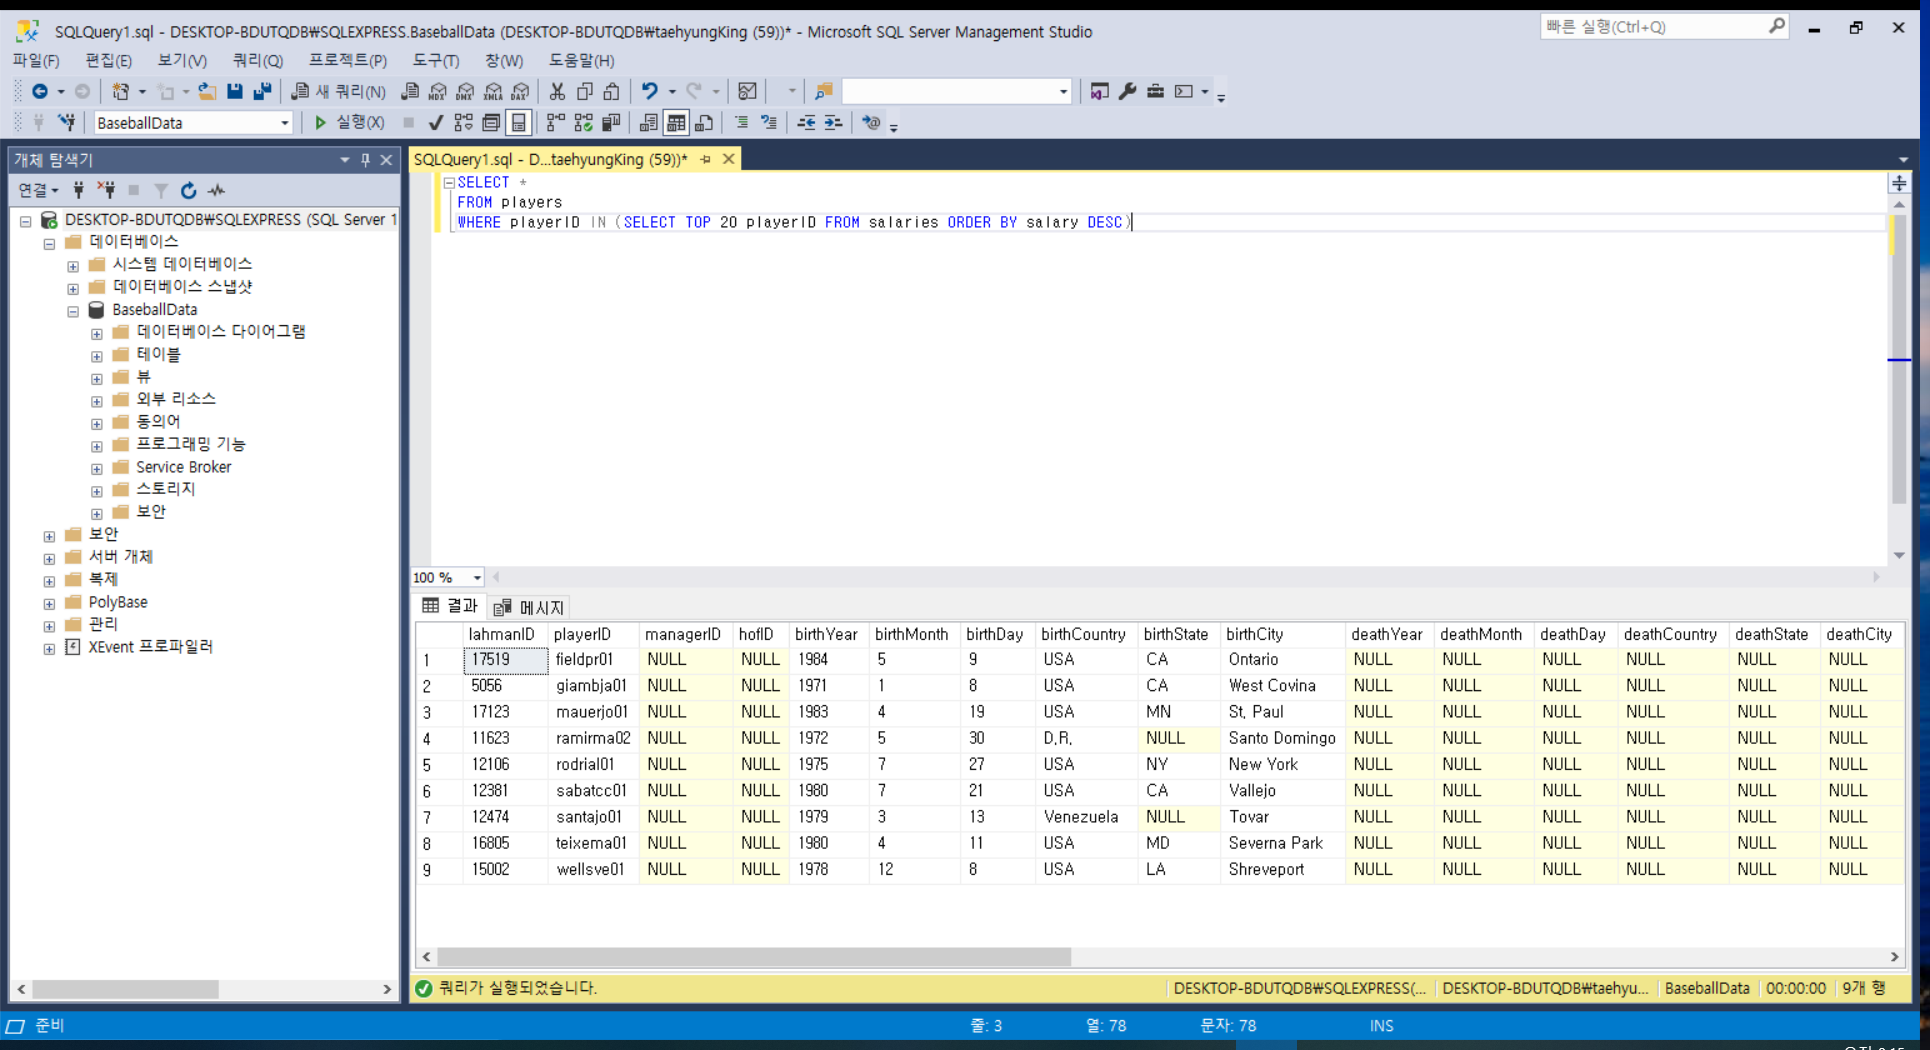 SQLQuery1.sql - DESKTOP-BDUTQDB₩SQLEXPRESS.BaseballData (DESKTOP-BDUTQDB₩taehyungKing (59))* - Microsoft SQL Server Management Studio
빠른 실행(Ctrl+Q)
파일(F) 편집(E) 보기(V) 쿼리(Q) 프로젝트(P) 도구(T) 창(W) 도움말(H)
새 쿼리(N) MDX DMX XMLA DAX
BaseballData 실행(X)
개체 탐색기
연결
DESKTOP-BDUTQDB₩SQLEXPRESS (SQL Server 1
데이터베이스
시스템 데이터베이스
데이터베이스 스냅샷
BaseballData
데이터베이스 다이어그램
테이블
뷰
외부 리소스
동의어
프로그래밍 기능
Service Broker
스토리지
보안
보안
서버 개체
복제
PolyBase
관리
XEvent 프로파일러
SQLQuery1.sql - D...taehyungKing (59))*
SELECT *
FROM players
WHERE playerID IN (SELECT TOP 20 playerID FROM salaries ORDER BY salary DESC)
100 %
결과 메시지
lahmanID playerID managerID hofID birthYear birthMonth birthDay birthCountry birthState birthCity deathYear deathMonth deathDay deathCountry deathState deathCity
1 17519 fieldpr01 NULL NULL 1984 5 9 USA CA Ontario NULL NULL NULL NULL NULL NULL
2 5056 giambja01 NULL NULL 1971 1 8 USA CA West Covina NULL NULL NULL NULL NULL NULL
3 17123 mauerjo01 NULL NULL 1983 4 19 USA MN St. Paul NULL NULL NULL NULL NULL NULL
4 11623 ramirma02 NULL NULL 1972 5 30 D.R. NULL Santo Domingo NULL NULL NULL NULL NULL NULL
5 12106 rodrial01 NULL NULL 1975 7 27 USA NY New York NULL NULL NULL NULL NULL NULL
6 12381 sabatcc01 NULL NULL 1980 7 21 USA CA Vallejo NULL NULL NULL NULL NULL NULL
7 12474 santajo01 NULL NULL 1979 3 13 Venezuela NULL Tovar NULL NULL NULL NULL NULL NULL
8 16805 teixema01 NULL NULL 1980 4 11 USA MD Severna Park NULL NULL NULL NULL NULL NULL
9 15002 wellsve01 NULL NULL 1978 12 8 USA LA Shreveport NULL NULL NULL NULL NULL NULL
쿼리가 실행되었습니다. DESKTOP-BDUTQDB₩SQLEXPRESS(... DESKTOP-BDUTQDB₩taehyu... BaseballData 00:00:00 9개 행
준비 줄: 3 열: 78 문자: 78 INS